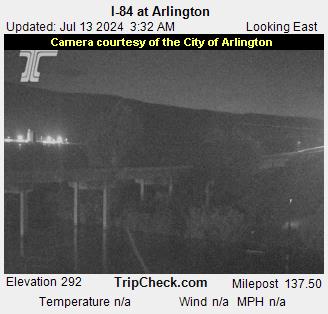 I-84 at Arlington
Updated: Jul 13 2024 3:32 AM Looking East
Camera courtesy of the City of Arlington
Elevation 292 TripCheck.com Milepost 137.50
Temperature n/a Wind n/a MPH n/a